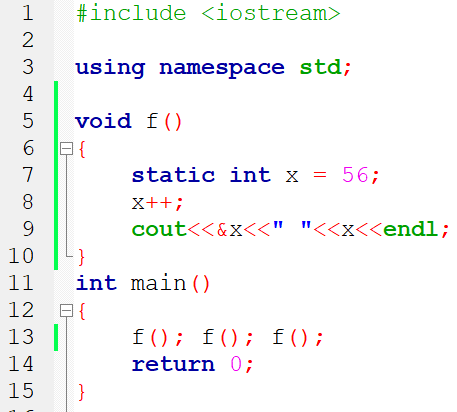 1 #include <iostream>
2
3 using namespace std;
4
5 void f()
6 {
7 static int x = 56;
8 x++;
9 cout<<&x<<" "<<x<<endl;
10 }
11 int main()
12 {
13 f(); f(); f();
14 return 0;
15 }